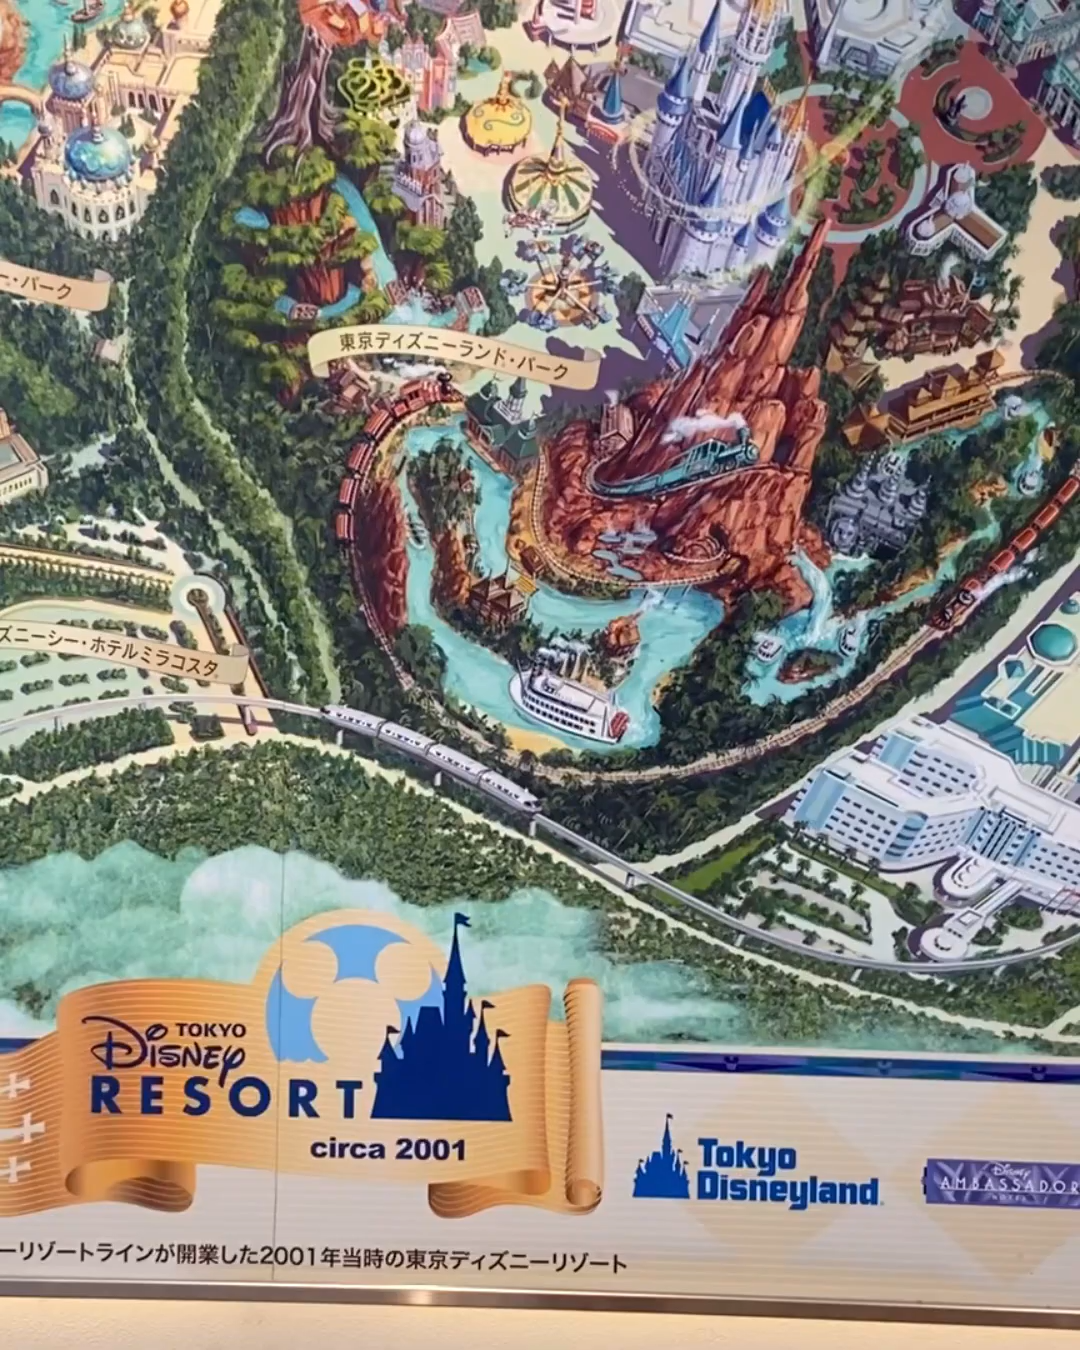 ー・パーク
東京ディズニーランド・パーク
ズニーシー・ホテルミラコスタ
TOKYO
Disney
RESORT
circa 2001
Tokyo
Disneyland
Disney
AMBASSADOR
HOTEL
ーリゾートラインが開業した2001年当時の東京ディズニーリゾート